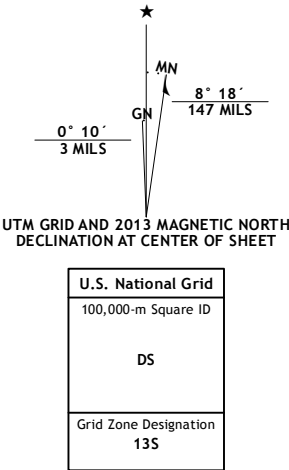 ★
MN
GN
8° 18´
147 MILS
0° 10´
3 MILS
UTM GRID AND 2013 MAGNETIC NORTH
DECLINATION AT CENTER OF SHEET
U.S. National Grid
100,000-m Square ID
DS
Grid Zone Designation
13S